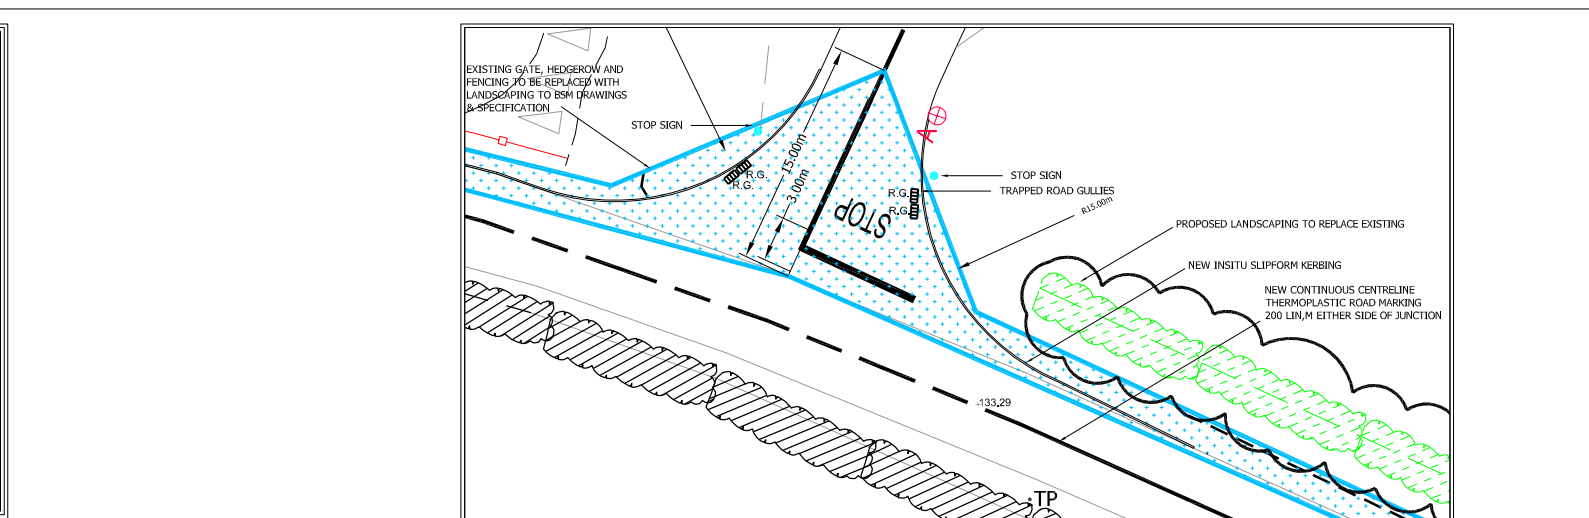 EXISTING GATE, HEDGEROW AND
FENCING TO BE REPLACED WITH
LANDSCAPING TO BSM DRAWINGS
& SPECIFICATION
STOP SIGN
15.00m
3.00m
R.G.
R.G.
STOP
A
R.G.
R.G.
STOP SIGN
TRAPPED ROAD GULLIES
R15.00m
PROPOSED LANDSCAPING TO REPLACE EXISTING
NEW INSITU SLIPFORM KERBING
NEW CONTINUOUS CENTRELINE
THERMOPLASTIC ROAD MARKING
200 LIN,M EITHER SIDE OF JUNCTION
133.29
TP